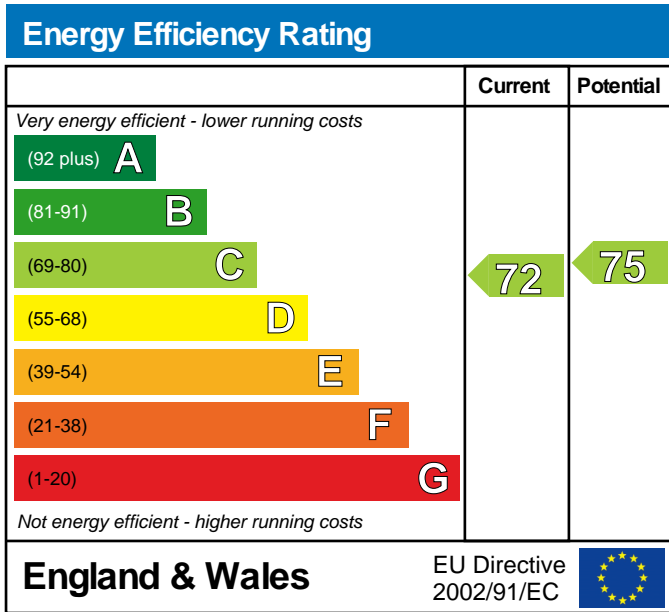 Energy Efficiency Rating
Current Potential
Very energy efficient - lower running costs
(92 plus) A
(81-91) B
(69-80) C
72 75
(55-68) D
(39-54) E
(21-38) F
(1-20) G
Not energy efficient - higher running costs
England & Wales
EU Directive
2002/91/EC